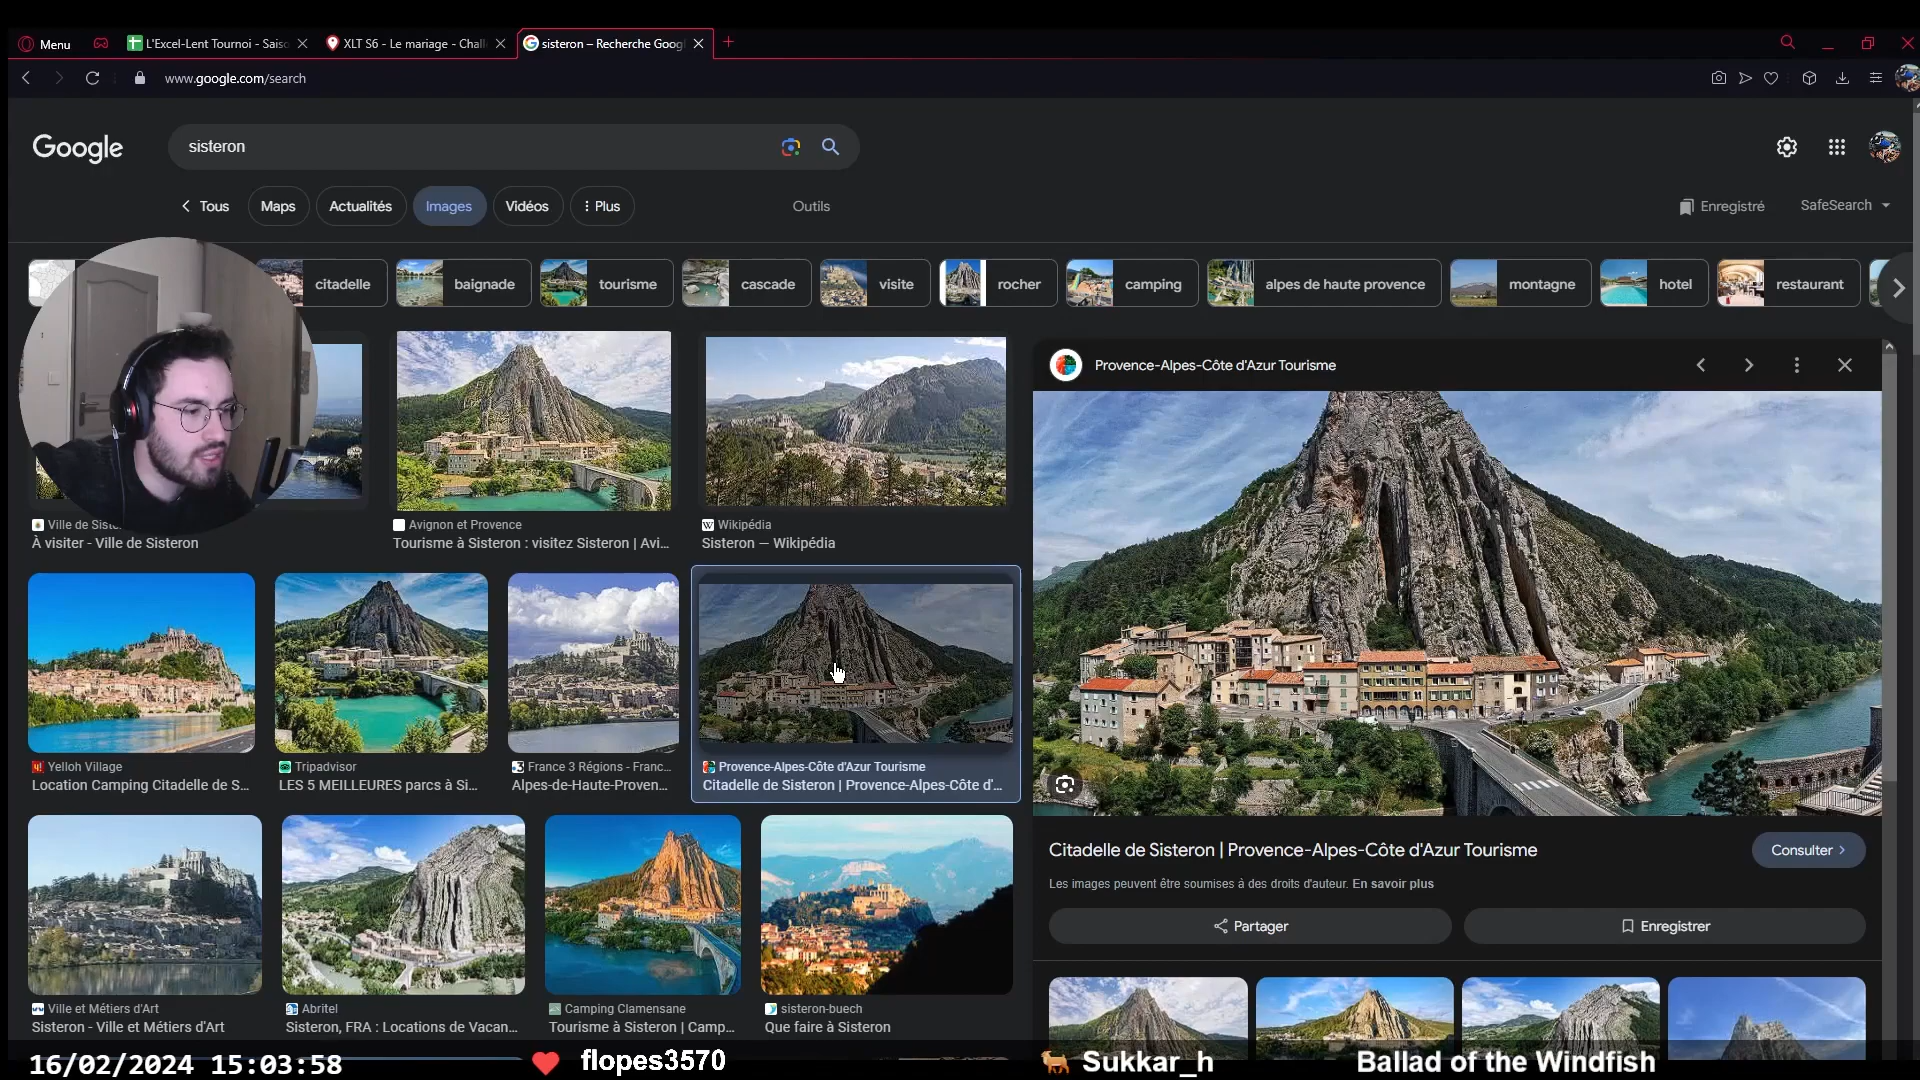 Menu
L'Excel-Lent Tournoi - Saiso
XLT S6 - Le mariage - Chall
sisteron – Recherche Googl
www.google.com/search
Google
sisteron
Tous
Maps
Actualités
Images
Vidéos
Plus
Outils
Enregistré
SafeSearch
citadelle
baignade
tourisme
cascade
visite
rocher
camping
alpes de haute provence
montagne
hotel
restaurant
Provence-Alpes-Côte d'Azur Tourisme
Ville de Siste...
À visiter - Ville de Sisteron
Avignon et Provence
Tourisme à Sisteron : visitez Sisteron | Avi...
Wikipédia
Sisteron — Wikipédia
Yelloh Village
Location Camping Citadelle de S...
Tripadvisor
LES 5 MEILLEURES parcs à Si...
France 3 Régions - Franc...
Alpes-de-Haute-Proven...
Provence-Alpes-Côte d'Azur Tourisme
Citadelle de Sisteron | Provence-Alpes-Côte d'...
Citadelle de Sisteron | Provence-Alpes-Côte d'Azur Tourisme
Consulter
Les images peuvent être soumises à des droits d'auteur. En savoir plus
Partager
Enregistrer
Ville et Métiers d'Art
Sisteron - Ville et Métiers d'Art
Abritel
Sisteron, FRA : Locations de Vacan...
Camping Clamensane
Tourisme à Sisteron | Camp...
sisteron-buech
Que faire à Sisteron
16/02/2024 15:03:58
flopes3570
Sukkar_h
Ballad of the Windfish